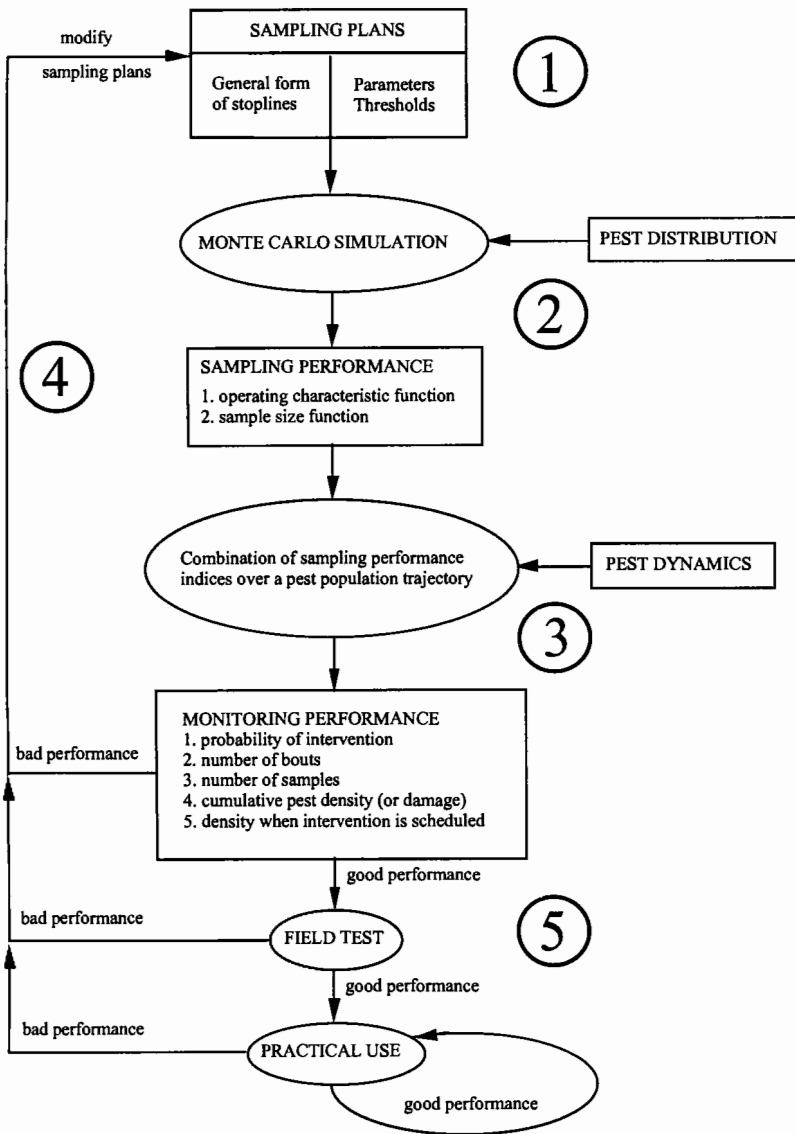 modify
sampling plans
SAMPLING PLANS
General form
of stoplines
Parameters
Thresholds
1
MONTE CARLO SIMULATION
PEST DISTRIBUTION
2
SAMPLING PERFORMANCE
1. operating characteristic function
2. sample size function
4
Combination of sampling performance
indices over a pest population trajectory
PEST DYNAMICS
3
MONITORING PERFORMANCE
1. probability of intervention
2. number of bouts
3. number of samples
4. cumulative pest density (or damage)
5. density when intervention is scheduled
bad performance
good performance
bad performance
FIELD TEST
5
good performance
bad performance
PRACTICAL USE
good performance